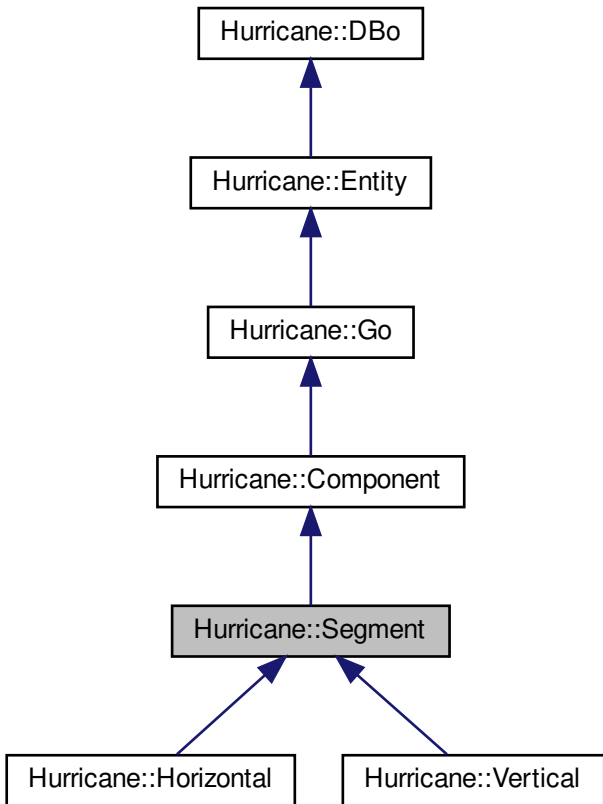 Hurricane::DBo
Hurricane::Entity
Hurricane::Go
Hurricane::Component
Hurricane::Segment
Hurricane::Horizontal
Hurricane::Vertical